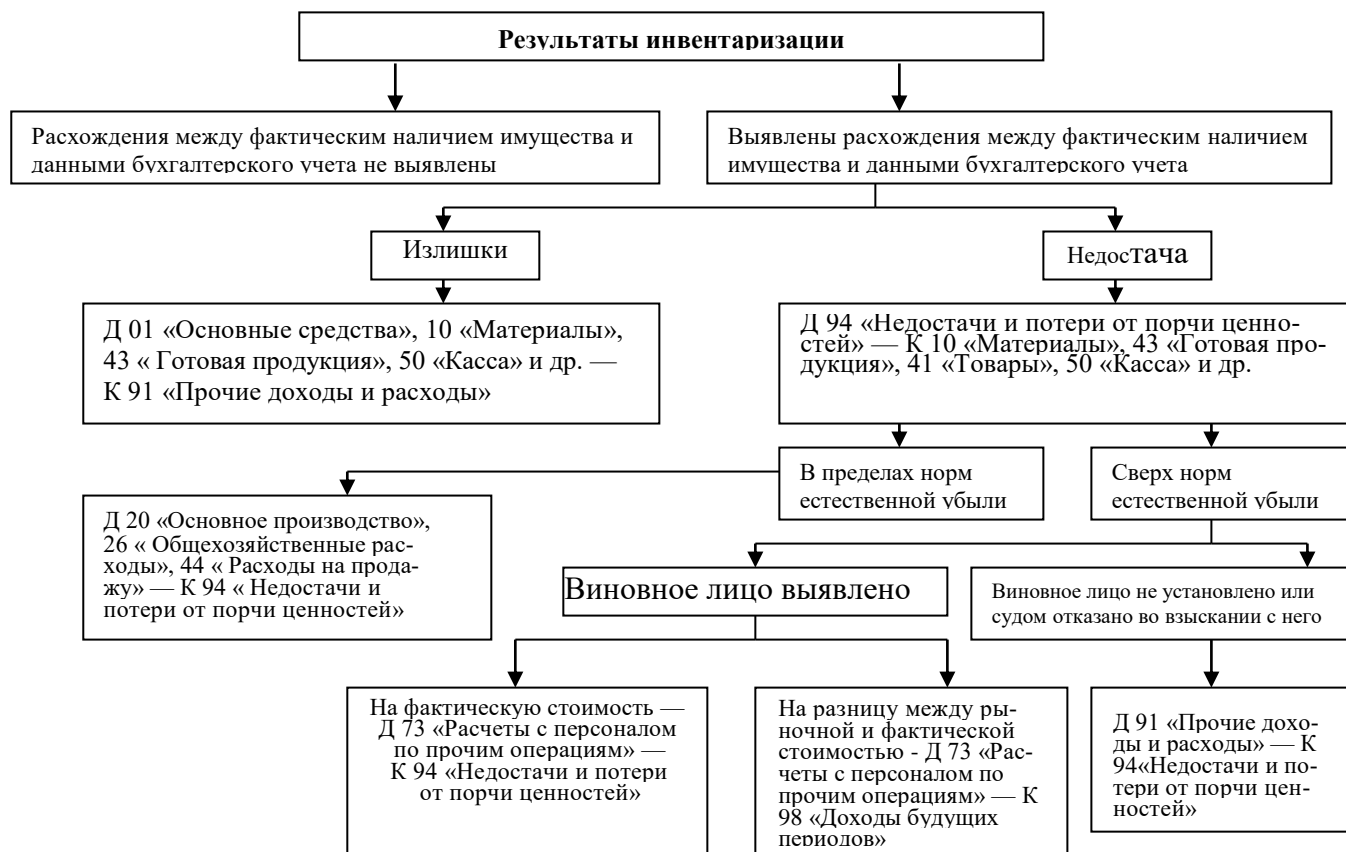 Результаты инвентаризации
Расхождения между фактическим наличием имущества и
данными бухгалтерского учета не выявлены
Выявлены расхождения между фактическим наличием
имущества и данными бухгалтерского учета
Излишки
Недостача
Д 01 «Основные средства», 10 «Материалы»,
43 « Готовая продукция», 50 «Касса» и др. —
К 91 «Прочие доходы и расходы»
Д 94 «Недостачи и потери от порчи ценно-
стей» — К 10 «Материалы», 43 «Готовая про-
дукция», 41 «Товары», 50 «Касса» и др.
В пределах норм
естественной убыли
Сверх норм
естественной убыли
Д 20 «Основное производство»,
26 « Общехозяйственные рас-
ходы», 44 « Расходы на прода-
жу» — К 94 « Недостачи и
потери от порчи ценностей»
Виновное лицо выявлено
Виновное лицо не установлено или
судом отказано во взыскании с него
На фактическую стоимость —
Д 73 «Расчеты с персоналом
по прочим операциям» —
К 94 «Недостачи и потери
от порчи ценностей»
На разницу между ры-
ночной и фактической
стоимостью - Д 73 «Рас-
четы с персоналом по
прочим операциям» — К
98 «Доходы будущих
периодов»
Д 91 «Прочие дохо-
ды и расходы» — К
94«Недостачи и по-
тери от порчи цен-
ностей»